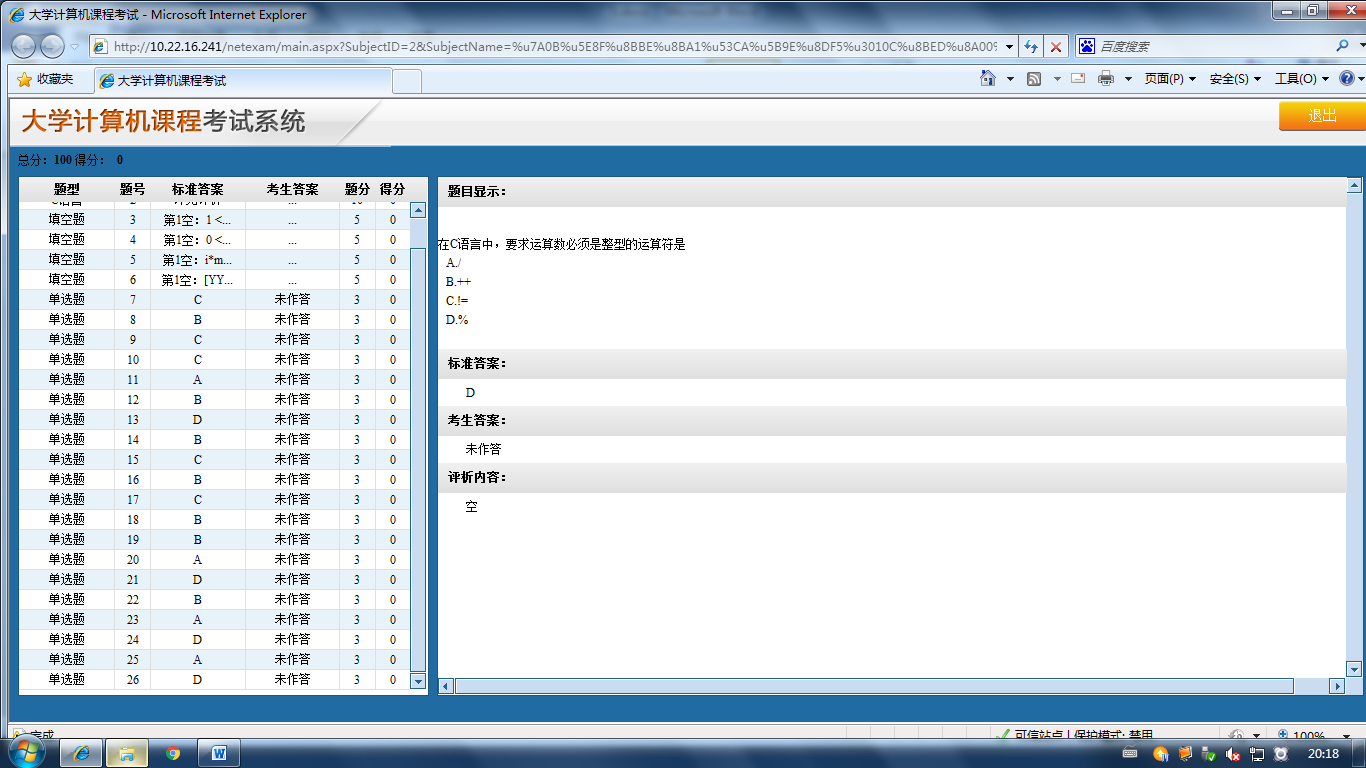 大学计算机课程考试 - Microsoft Internet Explorer
http://10.22.16.241/netexam/main.aspx?SubjectID=2&SubjectName=%u7A0B%u5E8F%u8BBE%u8BA1%u53CA%u5B9E%u8DF5%u3010C%u8BED%u8A00% 百度搜索
收藏夹 大学计算机课程考试 页面(P) 安全(S) 工具(O)
大学计算机课程考试系统 退出
总分：100 得分： 0
题型 题号 标准答案 考生答案 题分 得分
填空题 3 第1空：1 <... ... 5 0
填空题 4 第1空：0 <... ... 5 0
填空题 5 第1空：i*m... ... 5 0
填空题 6 第1空：[YY... ... 5 0
单选题 7 C 未作答 3 0
单选题 8 B 未作答 3 0
单选题 9 C 未作答 3 0
单选题 10 C 未作答 3 0
单选题 11 A 未作答 3 0
单选题 12 B 未作答 3 0
单选题 13 D 未作答 3 0
单选题 14 B 未作答 3 0
单选题 15 C 未作答 3 0
单选题 16 B 未作答 3 0
单选题 17 C 未作答 3 0
单选题 18 B 未作答 3 0
单选题 19 B 未作答 3 0
单选题 20 A 未作答 3 0
单选题 21 D 未作答 3 0
单选题 22 B 未作答 3 0
单选题 23 A 未作答 3 0
单选题 24 D 未作答 3 0
单选题 25 A 未作答 3 0
单选题 26 D 未作答 3 0
题目显示：
在C语言中，要求运算数必须是整型的运算符是
A./
B.++
C.!=
D.%
标准答案：
D
考生答案：
未作答
评析内容：
空
完成 可信站点 | 保护模式: 禁用 100%
20:18